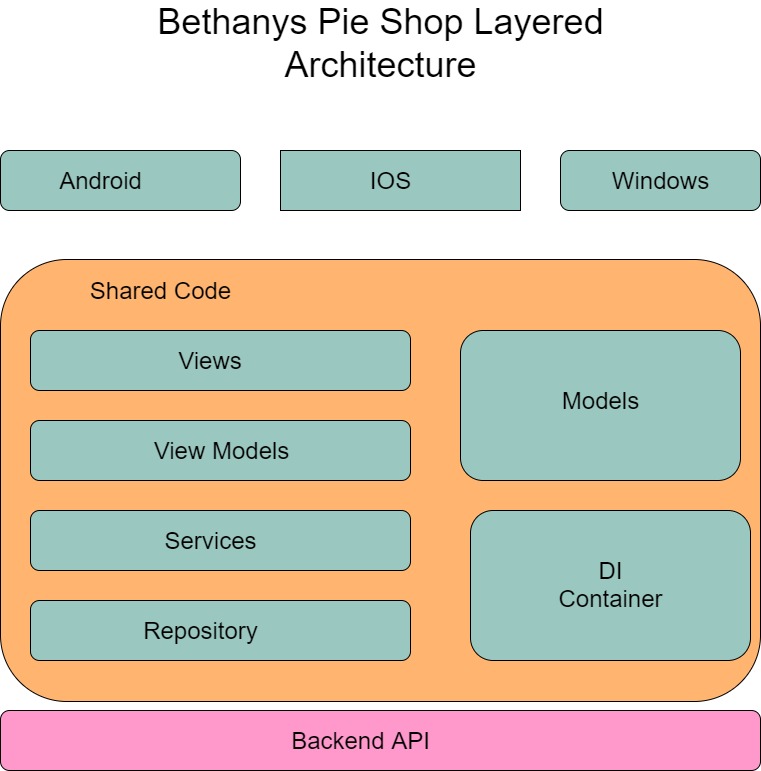 Bethanys Pie Shop Layered
Architecture
Android
IOS
Windows
Shared Code
Views
View Models
Services
Repository
Models
DI
Container
Backend API